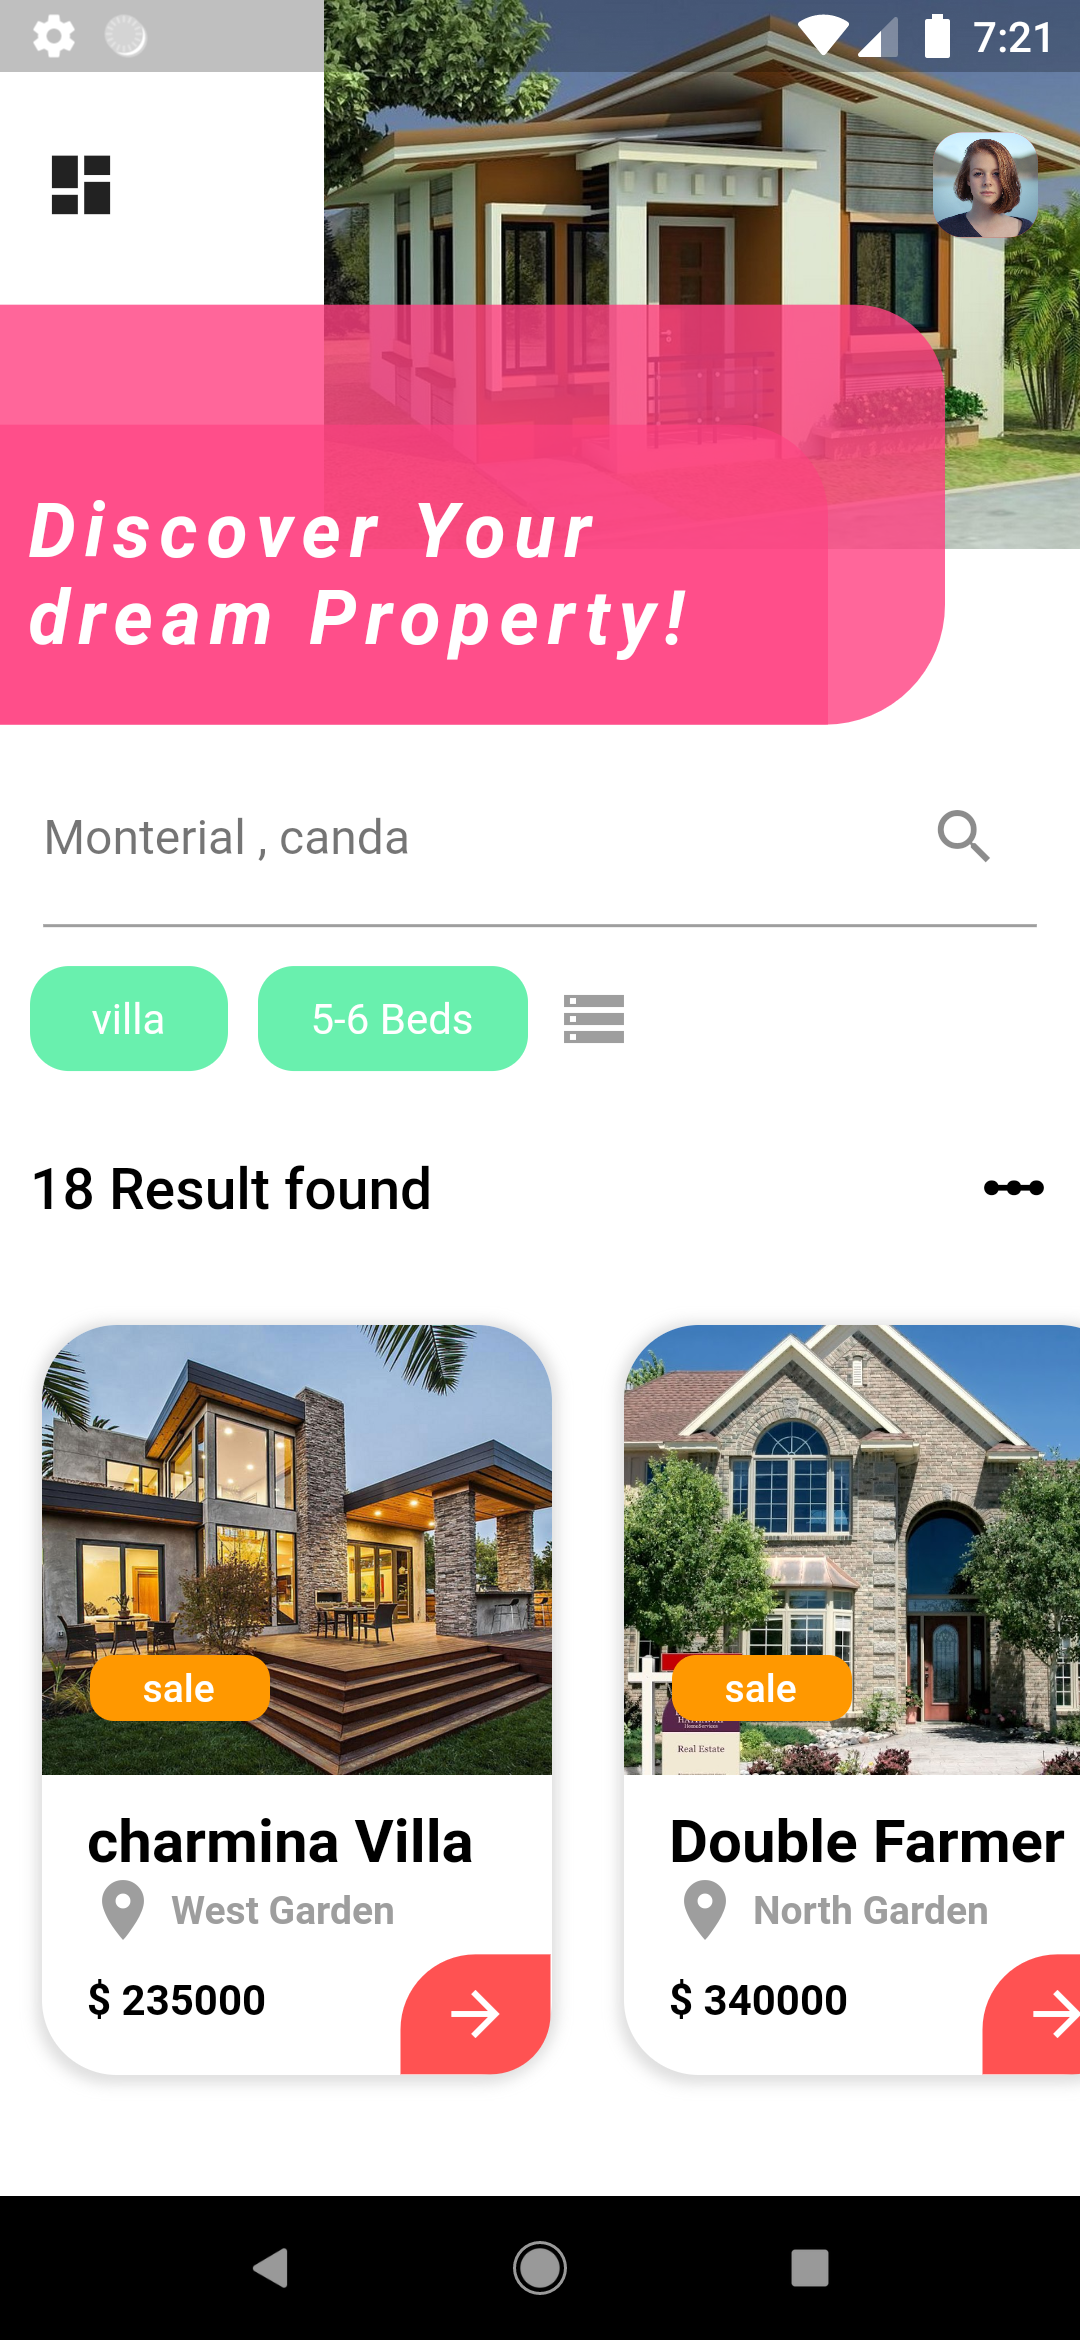 7:21
Discover Your
dream Property!
Monterial , canda
villa
5-6 Beds
18 Result found
sale
sale
HomeServices
Real Estate
charmina Villa
Double Farmer
West Garden
North Garden
$ 235000
$ 340000